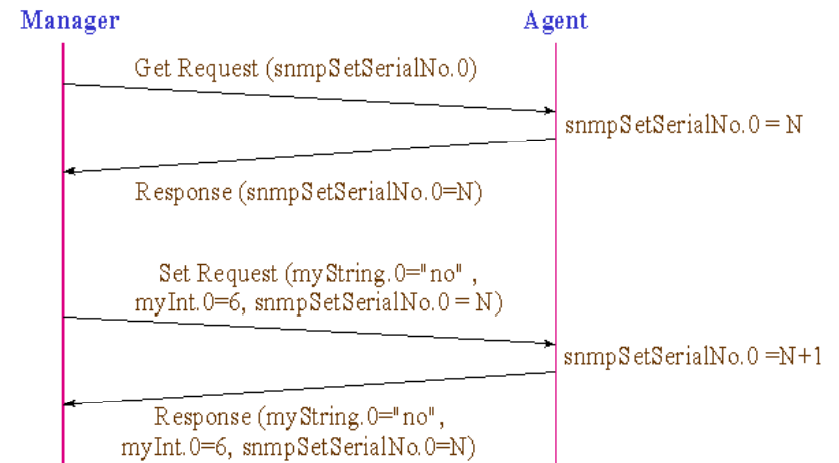 Manager
Agent
Get Request (snmpSetSerialNo.0)
snmpSetSerialNo.0 = N
Response (snmpSetSerialNo.0=N)
Set Request (myString.0="no" ,
myInt.0=6, snmpSetSerialNo.0 = N)
snmpSetSerialNo.0 =N+1
Response (myString.0="no",
myInt.0=6, snmpSetSerialNo.0=N)